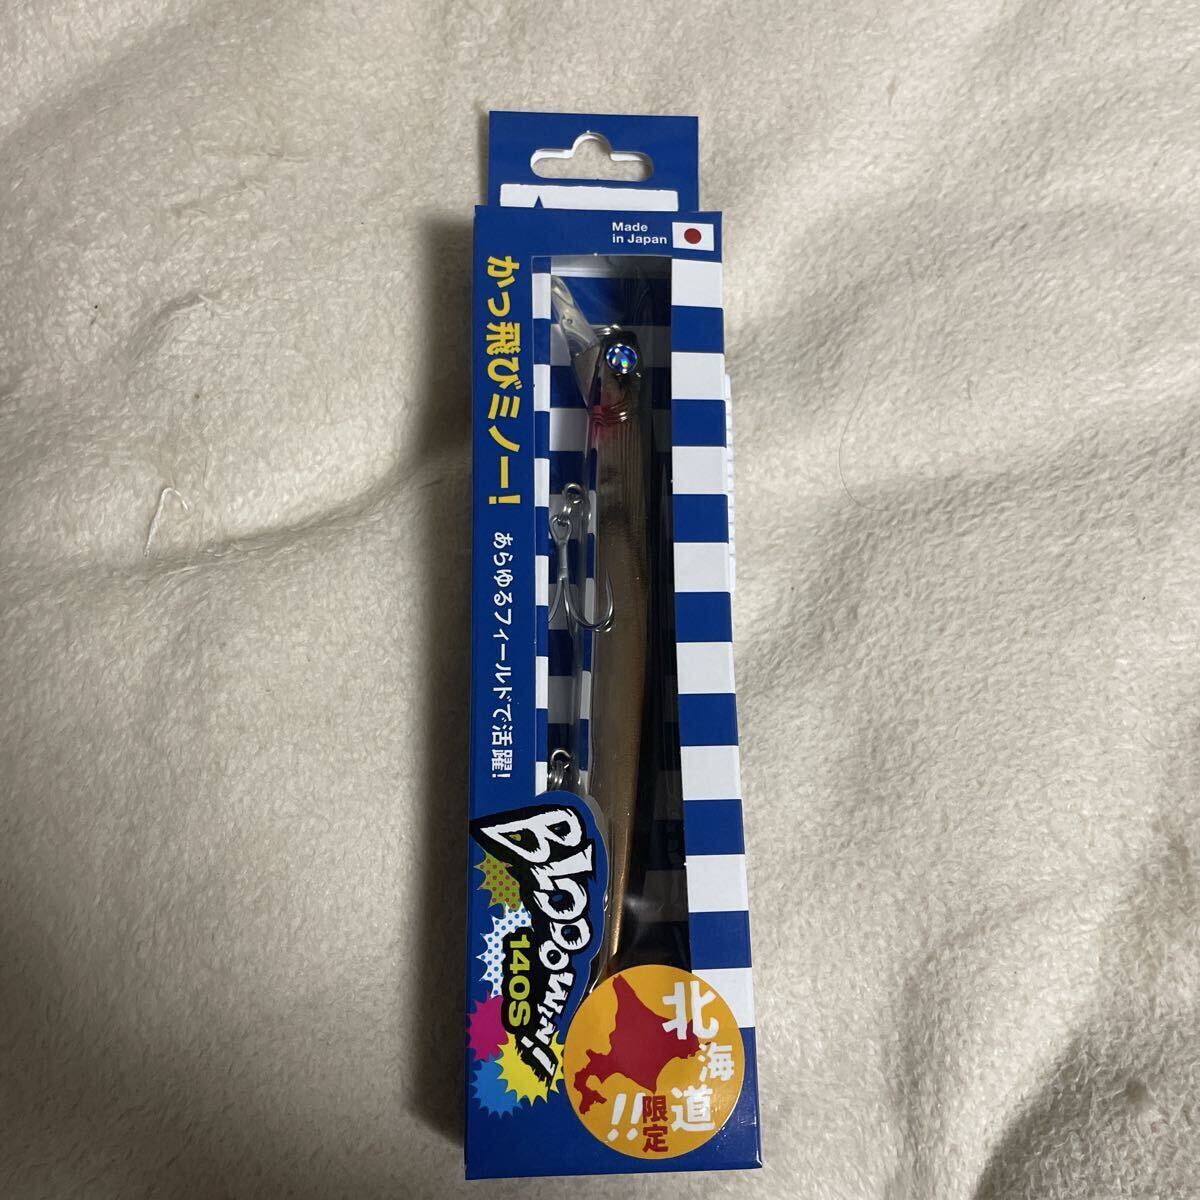 Made
in Japan
かっ飛びミノー!
あらゆるフィールドで活躍!
BLOOOWIN!
140S
北海道
限定
!!